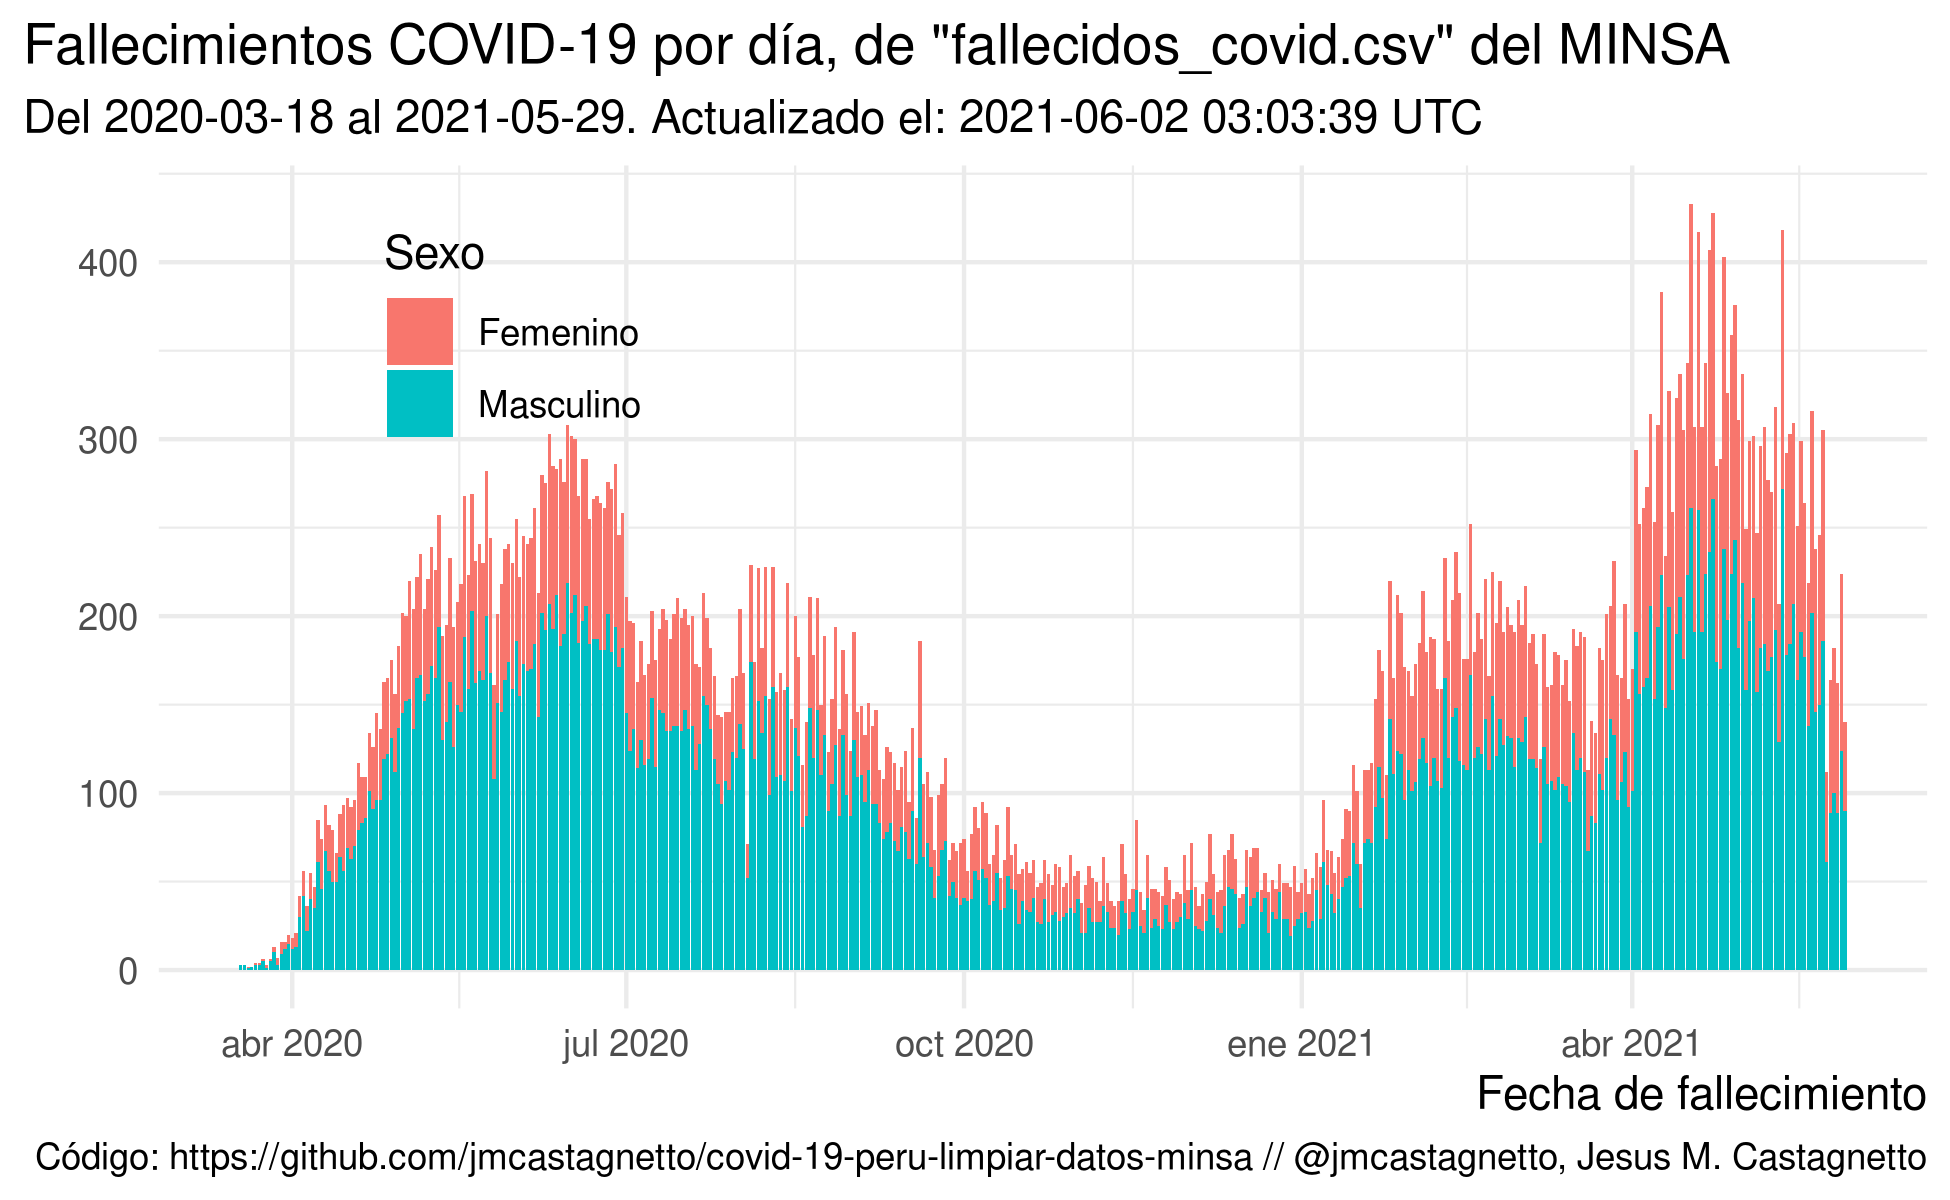 Fallecimientos COVID-19 por día, de "fallecidos_covid.csv" del MINSA
Del 2020-03-18 al 2021-05-29. Actualizado el: 2021-06-02 03:03:39 UTC
Sexo
Femenino
Masculino
400
300
200
100
0
abr 2020
jul 2020
oct 2020
ene 2021
abr 2021
Fecha de fallecimiento
Código: https://github.com/jmcastagnetto/covid-19-peru-limpiar-datos-minsa // @jmcastagnetto, Jesus M. Castagnetto